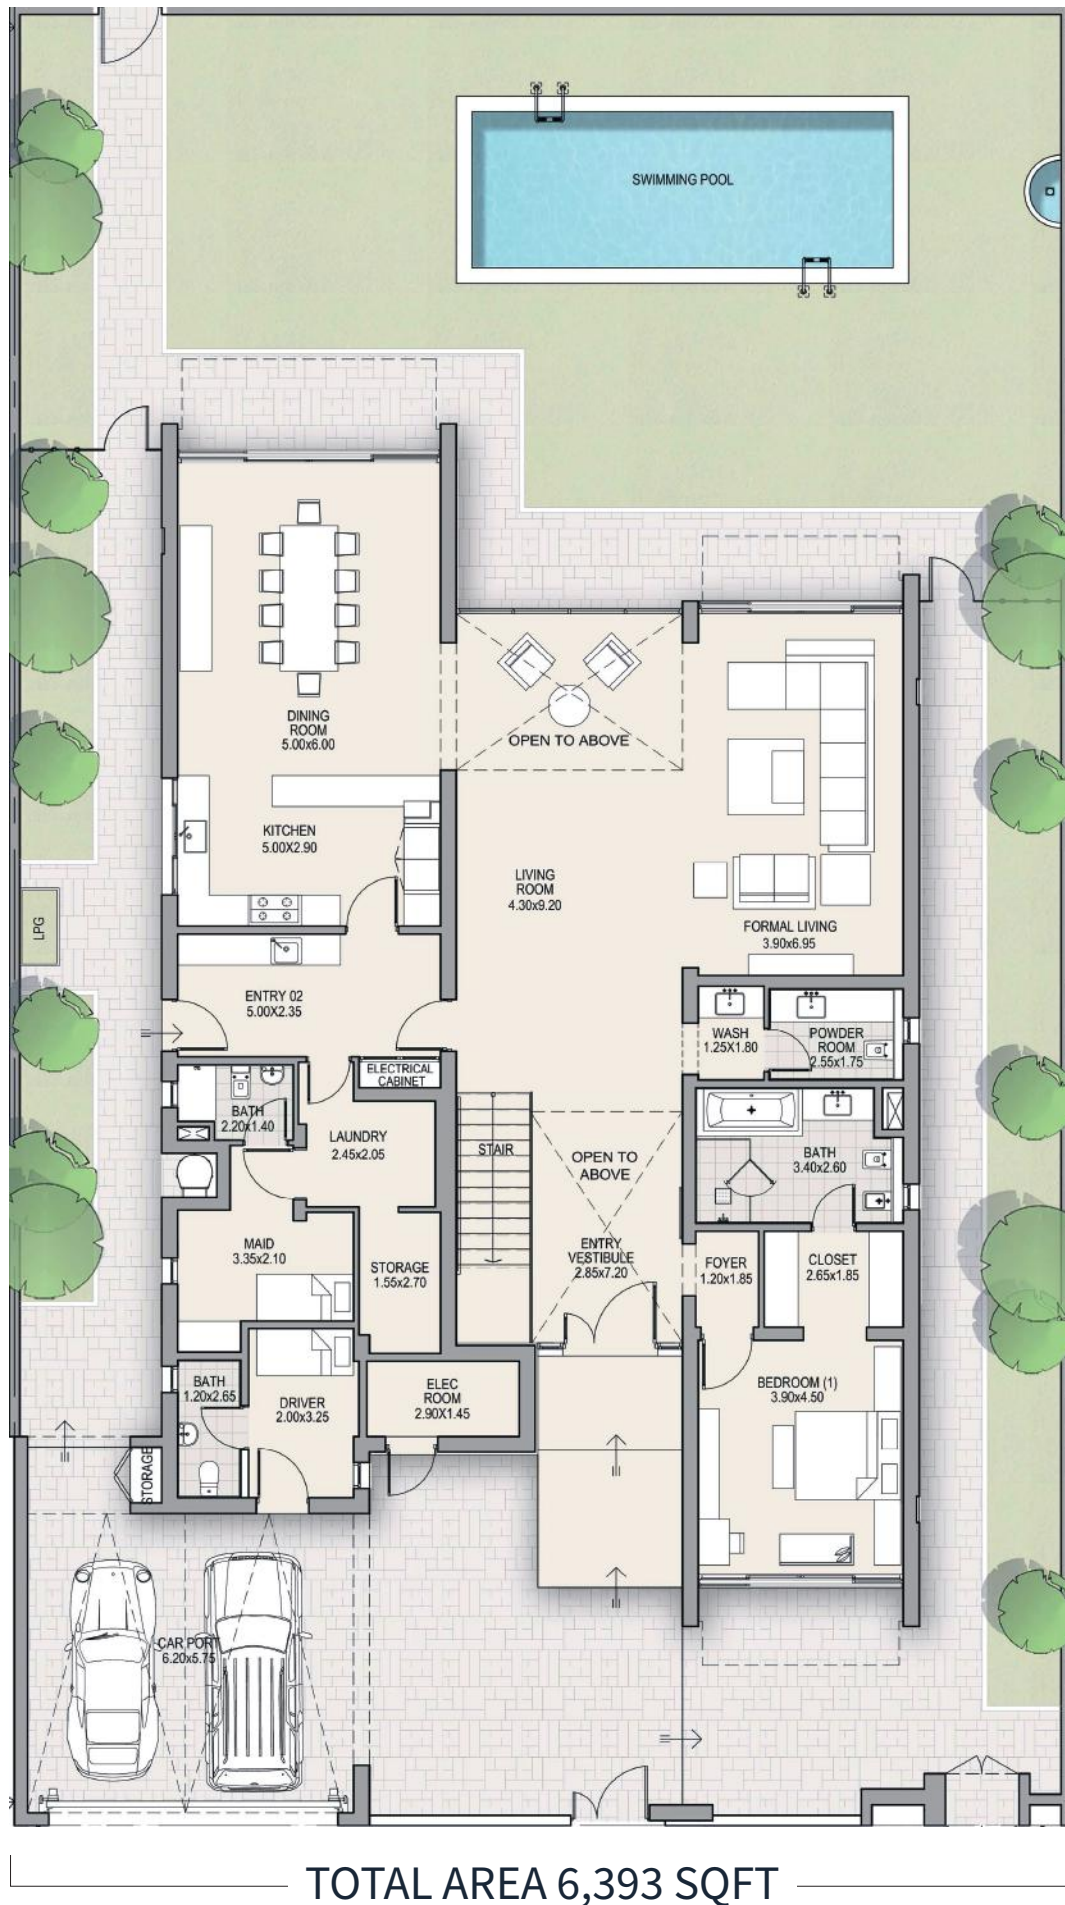 SWIMMING POOL
DINING
ROOM
5.00x6.00
OPEN TO ABOVE
KITCHEN
5.00X2.90
LIVING
ROOM
4.30x9.20
FORMAL LIVING
3.90x6.95
LPG
ENTRY 02
5.00X2.35
WASH
1.25X1.80
POWDER
ROOM
2.55x1.75
ELECTRICAL
CABINET
BATH
2.20x1.40
LAUNDRY
2.45x2.05
STAIR
OPEN TO
ABOVE
BATH
3.40x2.60
MAID
3.35x2.10
STORAGE
1.55x2.70
ENTRY
VESTIBULE
2.85x7.20
FOYER
1.20x1.85
CLOSET
2.65x1.85
BATH
1.20x2.65
DRIVER
2.00x3.25
ELEC
ROOM
2.90X1.45
BEDROOM (1)
3.90x4.50
STORAGE
CAR PORT
6.20x5.75
TOTAL AREA 6,393 SQFT